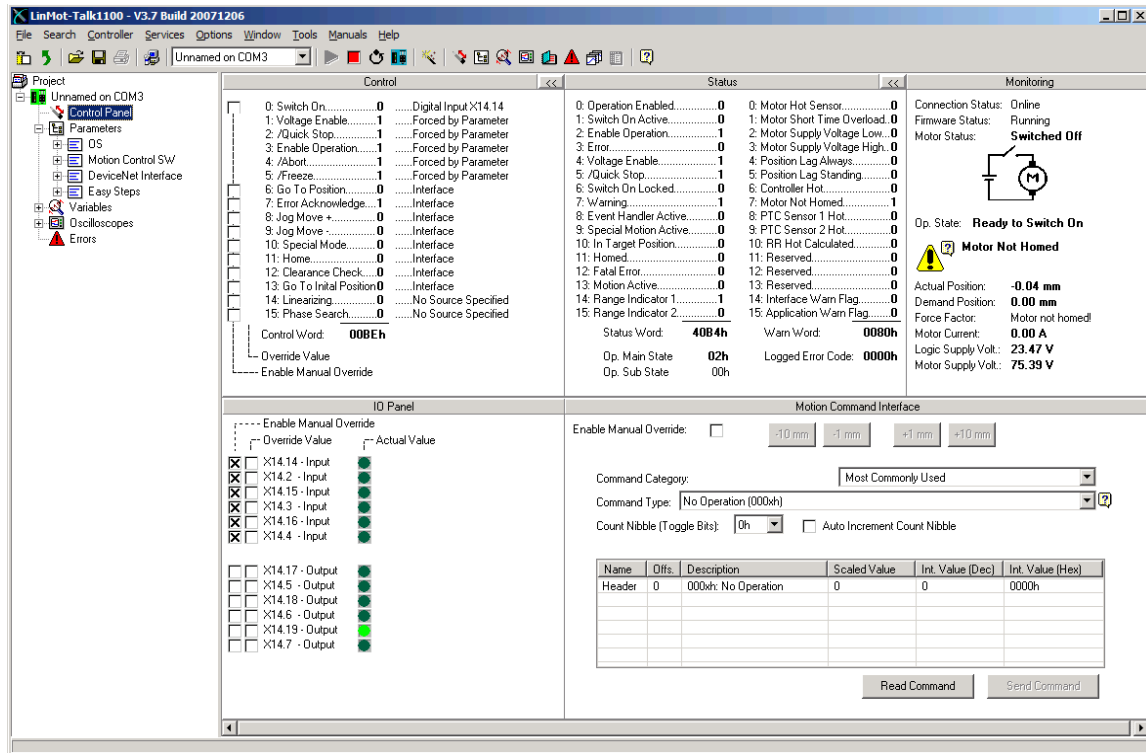 LinMot-Talk1100 - V3.7 Build 20071206
File Search Controller Services Options Window Tools Manuals Help
Unnamed on COM3
Project
Unnamed on COM3
Control Panel
Parameters
OS
Motion Control SW
DeviceNet Interface
Easy Steps
Variables
Oscilloscopes
Errors
Control <<
0: Switch On................0 ......Digital Input X14.14
1: Voltage Enable..........1 ......Forced by Parameter
2: /Quick Stop..............1 ......Forced by Parameter
3: Enable Operation.......1 ......Forced by Parameter
4: /Abort.....................1 ......Forced by Parameter
5: /Freeze...................1 ......Forced by Parameter
6: Go To Position..........0 ......Interface
7: Error Acknowledge....1 ......Interface
8: Jog Move +..............0 ......Interface
9: Jog Move -...............0 ......Interface
10: Special Mode..........0 ......Interface
11: Home.....................0 ......Interface
12: Clearance Check.....0 ......Interface
13: Go To Inital Position 0 ......Interface
14: Linearizing..............0 ......No Source Specified
15: Phase Search..........0 ......No Source Specified
Control Word: 00BEh
Override Value
Enable Manual Override
Status <<
0: Operation Enabled..........0
1: Switch On Active............0
2: Enable Operation............1
3: Error...........................0
4: Voltage Enable..............1
5: /Quick Stop..................1
6: Switch On Locked..........0
7: Warning.......................1
8: Event Handler Active......0
9: Special Motion Active.....0
10: In Target Position.........0
11: Homed.......................0
12: Fatal Error...................0
13: Motion Active..............0
14: Range Indicator 1.........1
15: Range Indicator 2.........0
Status Word: 40B4h
Op. Main State 02h
Op. Sub State 00h
0: Motor Hot Sensor...........0
1: Motor Short Time Overload..0
2: Motor Supply Voltage Low...0
3: Motor Supply Voltage High..0
4: Position Lag Always........0
5: Position Lag Standing......0
6: Controller Hot...............0
7: Motor Not Homed...........1
8: PTC Sensor 1 Hot...........0
9: PTC Sensor 2 Hot...........0
10: RR Hot Calculated........0
11: Reserved....................0
12: Reserved....................0
13: Reserved....................0
14: Interface Warn Flag.......0
15: Application Warn Flag....0
Warn Word: 0080h
Logged Error Code: 0000h
Monitoring
Connection Status: Online
Firmware Status: Running
Motor Status: Switched Off
M
Op. State: Ready to Switch On
Motor Not Homed
Actual Position: -0.04 mm
Demand Position: 0.00 mm
Force Factor: Motor not homed!
Motor Current: 0.00 A
Logic Supply Volt.: 23.47 V
Motor Supply Volt.: 75.39 V
IO Panel
Enable Manual Override
Override Value Actual Value
X14.14 - Input
X14.2 - Input
X14.15 - Input
X14.3 - Input
X14.16 - Input
X14.4 - Input
X14.17 - Output
X14.5 - Output
X14.18 - Output
X14.6 - Output
X14.19 - Output
X14.7 - Output
Motion Command Interface
Enable Manual Override: -10 mm -1 mm +1 mm +10 mm
Command Category: Most Commonly Used
Command Type: No Operation (000xh)
Count Nibble (Toggle Bits): 0h Auto Increment Count Nibble
Name Offs. Description Scaled Value Int. Value (Dec) Int. Value (Hex)
Header 0 000xh: No Operation 0 0 0000h
Read Command Send Command